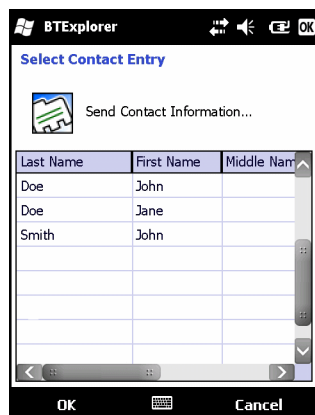 BTExplorer OK
Select Contact Entry
Send Contact Information...
Last Name First Name Middle Nam
Doe John
Doe Jane
Smith John
OK Cancel